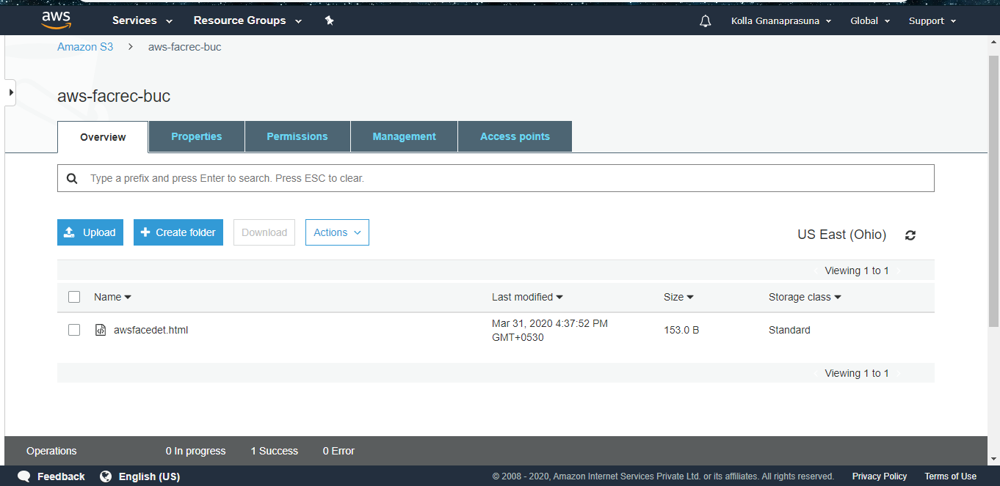 aws Services Resource Groups Kolla Gnanaprasuna Global Support
Amazon S3 > aws-facrec-buc
aws-facrec-buc
Overview Properties Permissions Management Access points
Type a prefix and press Enter to search. Press ESC to clear.
Upload Create folder Download Actions US East (Ohio)
Viewing 1 to 1
Name Last modified Size Storage class
awsfacedet.html Mar 31, 2020 4:37:52 PM 153.0 B Standard
GMT+0530
Viewing 1 to 1
Operations 0 In progress 1 Success 0 Error
Feedback English (US) © 2008 - 2020, Amazon Internet Services Private Ltd. or its affiliates. All rights reserved. Privacy Policy Terms of Use